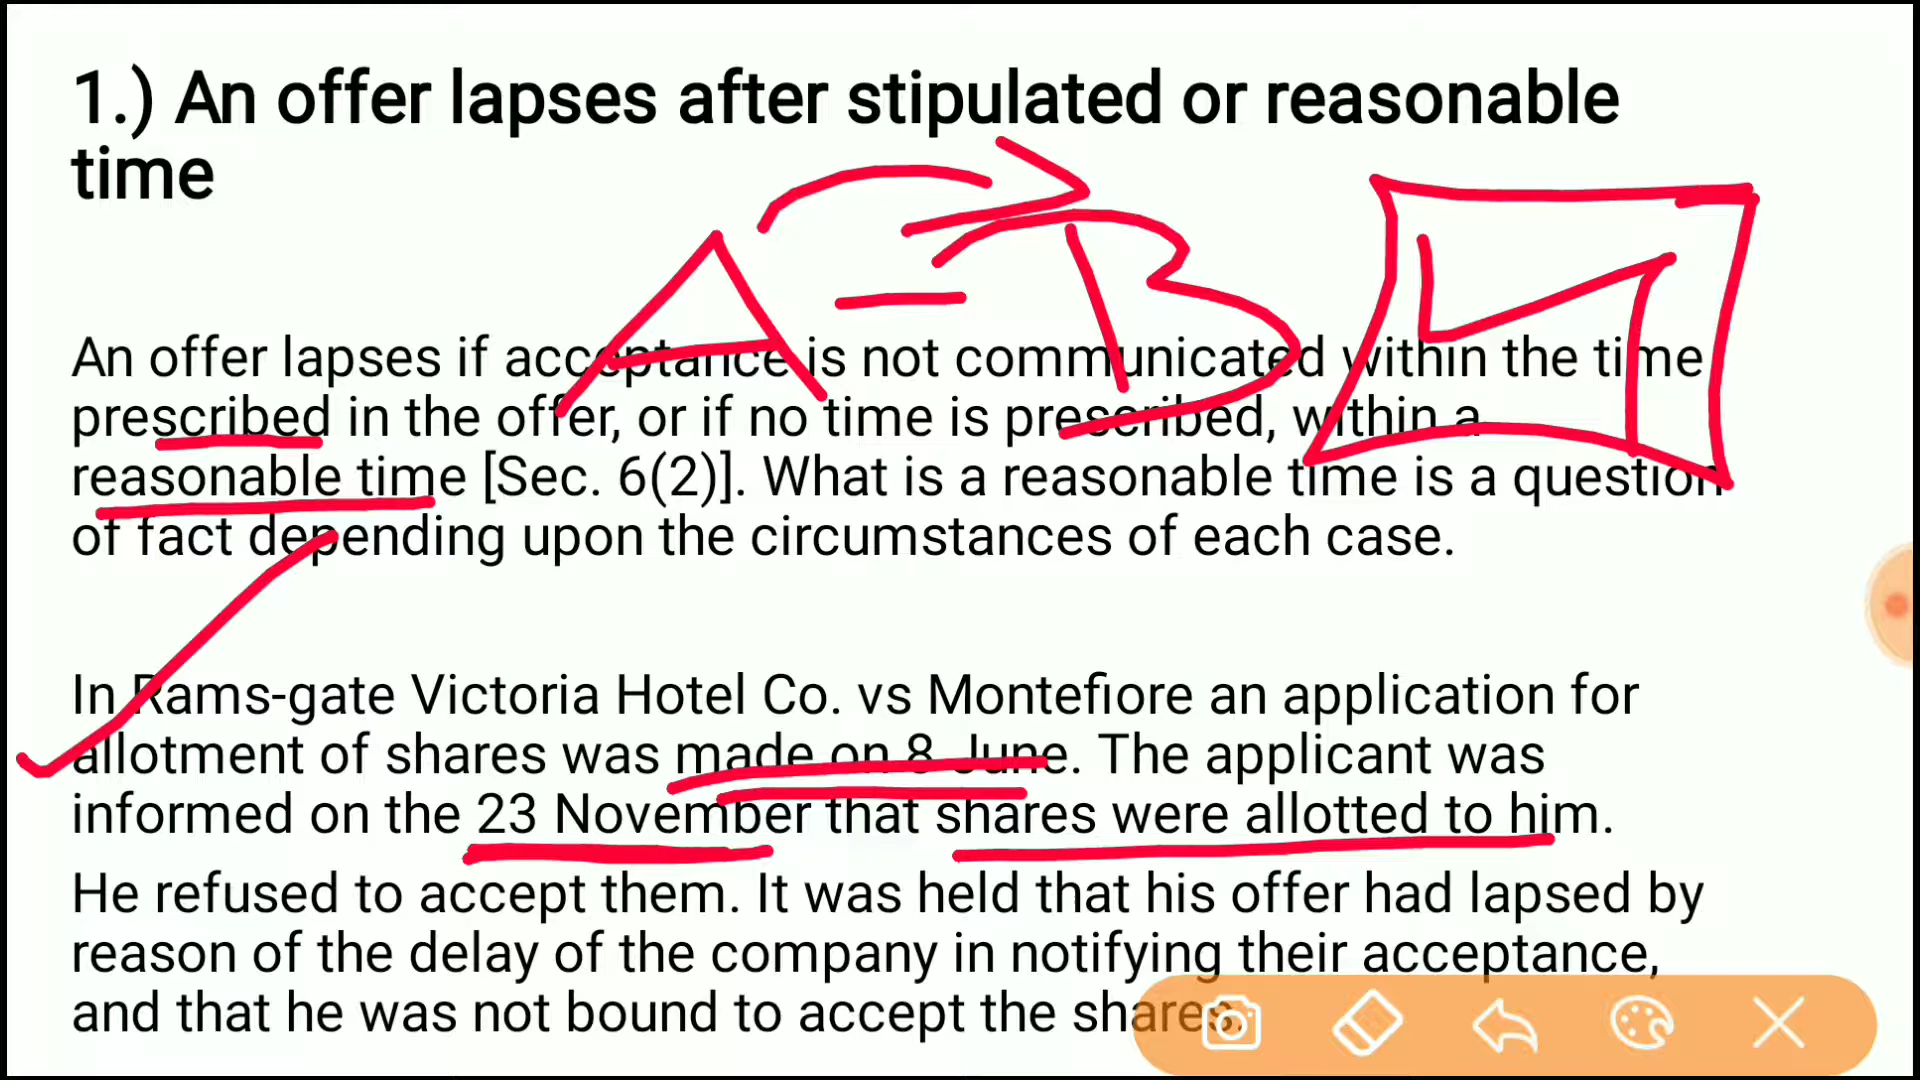 1.) An offer lapses after stipulated or reasonable
time
A B
An offer lapses if acceptance is not communicated within the time
prescribed in the offer, or if no time is prescribed, within a
reasonable time [Sec. 6(2)]. What is a reasonable time is a question
of fact depending upon the circumstances of each case.
In Rams-gate Victoria Hotel Co. vs Montefiore an application for
allotment of shares was made on 8 June. The applicant was
informed on the 23 November that shares were allotted to him.
He refused to accept them. It was held that his offer had lapsed by
reason of the delay of the company in notifying their acceptance,
and that he was not bound to accept the shares.